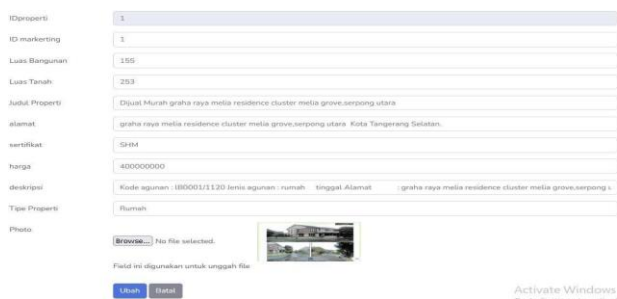 IDproperti 1
ID markerting 1
Luas Bangunan 155
Luas Tanah 253
Judul Properti Dijual Murah graha raya melia residence cluster melia grove,serpong utara
alamat graha raya melia residence cluster melia grove,serpong utara Kota Tangerang Selatan.
sertifikat SHM
harga 400000000
deskripsi Kode agunan : IB0001/1120 Jenis agunan : rumah tinggal Alamat : graha raya melia residence cluster melia grove,serpong u
Tipe Properti Rumah
Photo
Browse... No file selected.
Field ini digunakan untuk unggah file
Ubah Batal
Activate Windows